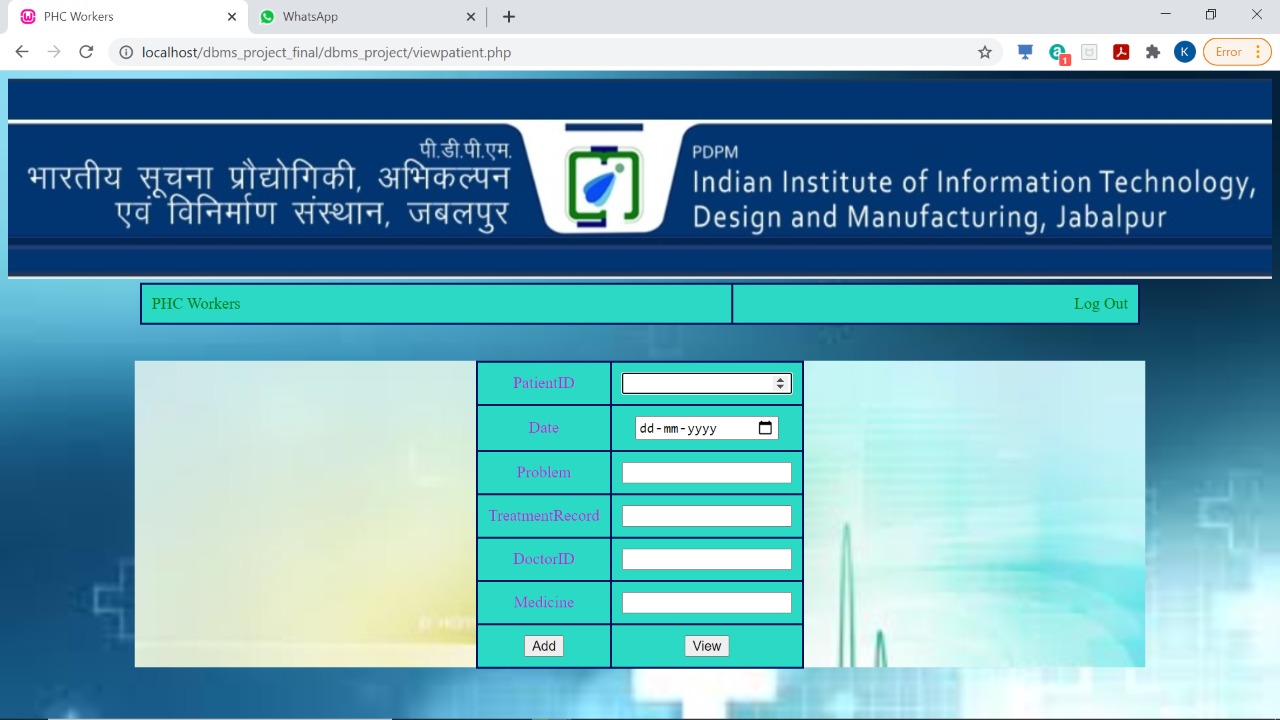 PHC Workers
WhatsApp
localhost/dbms_project_final/dbms_project/viewpatient.php
a
1
K
Error
पी.डी.पी.एम.
भारतीय सूचना प्रौद्योगिकी, अभिकल्पन
एवं विनिर्माण संस्थान, जबलपुर
PDPM
Indian Institute of Information Technology,
Design and Manufacturing, Jabalpur
PHC Workers
Log Out
PatientID
Date
dd-mm-yyyy
Problem
TreatmentRecord
DoctorID
Medicine
Add
View